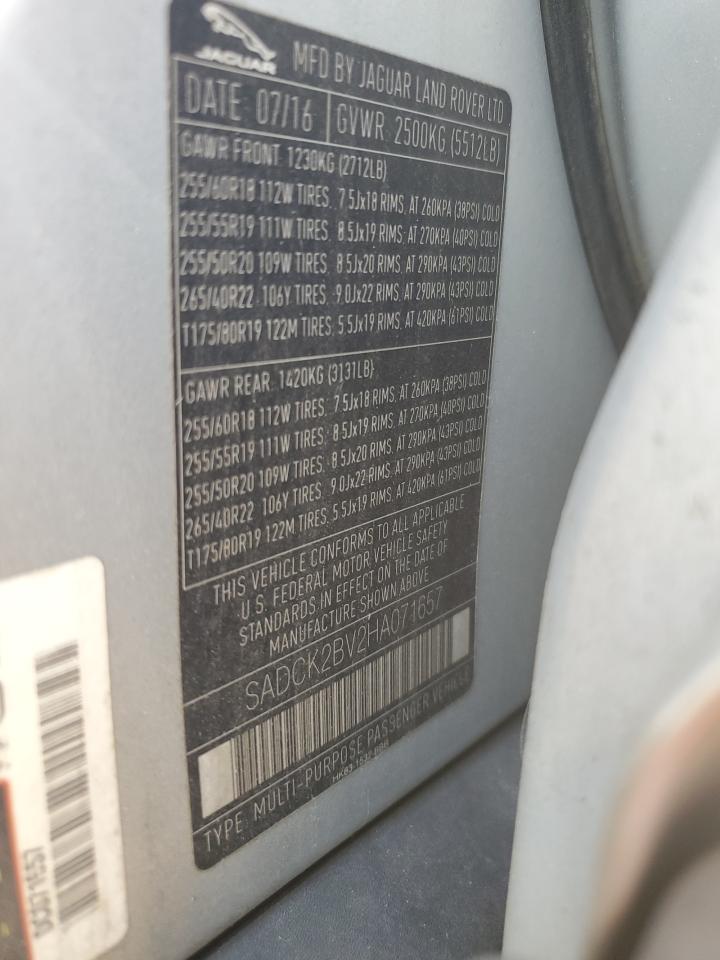 JAGUAR
MFD BY JAGUAR LAND ROVER LTD
DATE 07/16
GVWR 2500KG (5512LB)
GAWR FRONT 1230KG (2712LB)
255/60R18 112W TIRES, 7.5Jx18 RIMS, AT 260KPA (38PSI) COLD
255/55R19 111W TIRES, 8.5Jx19 RIMS, AT 270KPA (40PSI) COLD
255/50R20 109W TIRES, 8.5Jx20 RIMS, AT 290KPA (43PSI) COLD
265/40R22 106Y TIRES, 9.0Jx22 RIMS, AT 290KPA (43PSI) COLD
T175/80R19 122M TIRES, 5.5Jx19 RIMS, AT 420KPA (61PSI) COLD
GAWR REAR 1420KG (3131LB)
255/60R18 112W TIRES, 7.5Jx18 RIMS, AT 260KPA (38PSI) COLD
255/55R19 111W TIRES, 8.5Jx19 RIMS, AT 270KPA (40PSI) COLD
255/50R20 109W TIRES, 8.5Jx20 RIMS, AT 290KPA (43PSI) COLD
265/40R22 106Y TIRES, 9.0Jx22 RIMS, AT 290KPA (43PSI) COLD
T175/80R19 122M TIRES, 5.5Jx19 RIMS, AT 420KPA (61PSI) COLD
THIS VEHICLE CONFORMS TO ALL APPLICABLE
U.S. FEDERAL MOTOR VEHICLE SAFETY
STANDARDS IN EFFECT ON THE DATE OF
MANUFACTURE SHOWN ABOVE
SADCK2BV2HA071657
TYPE MULTI-PURPOSE PASSENGER VEHICLE